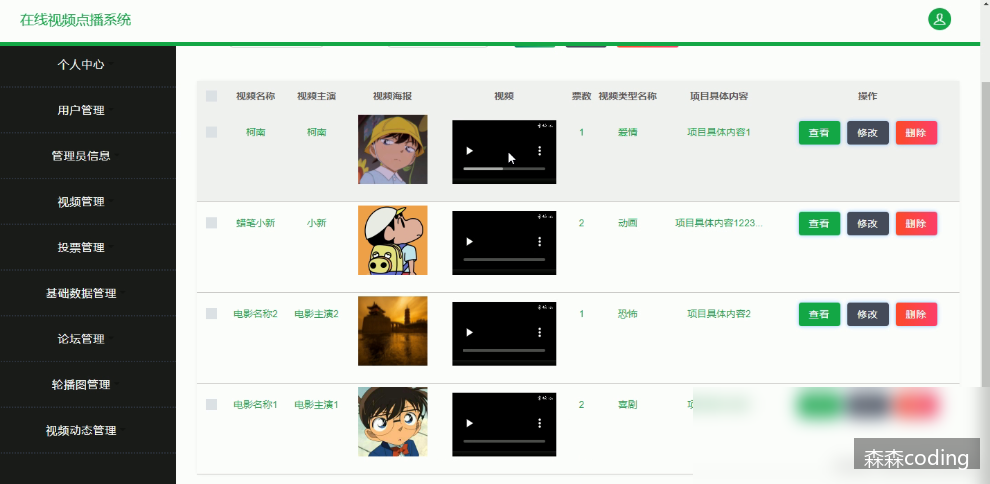 在线视频点播系统
个人中心
用户管理
管理员信息
视频管理
投票管理
基础数据管理
论坛管理
轮播图管理
视频动态管理
视频名称 视频主演 视频海报 视频 票数 视频类型名称 项目具体内容 操作
柯南 柯南 1 爱情 项目具体内容1 查看 修改 删除
蜡笔小新 小新 2 动画 项目具体内容1223... 查看 修改 删除
电影名称2 电影主演2 1 恐怖 项目具体内容2 查看 修改 删除
电影名称1 电影主演1 2 喜剧
森森coding